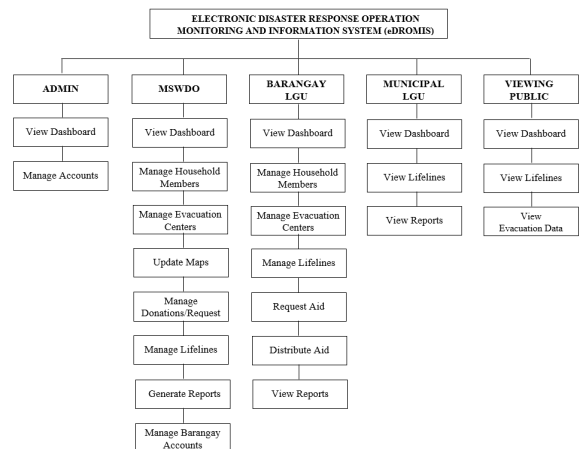 ELECTRONIC DISASTER RESPONSE OPERATION
MONITORING AND INFORMATION SYSTEM (eDROMIS)
ADMIN
View Dashboard
Manage Accounts
MSWDO
View Dashboard
Manage Household
Members
Manage Evacuation
Centers
Update Maps
Manage
Donations/Request
Manage Lifelines
Generate Reports
Manage Barangay
Accounts
BARANGAY
LGU
View Dashboard
Manage Household
Members
Manage Evacuation
Centers
Manage Lifelines
Request Aid
Distribute Aid
View Reports
MUNICIPAL
LGU
View Dashboard
View Lifelines
View Reports
VIEWING
PUBLIC
View Dashboard
View Lifelines
View
Evacuation Data